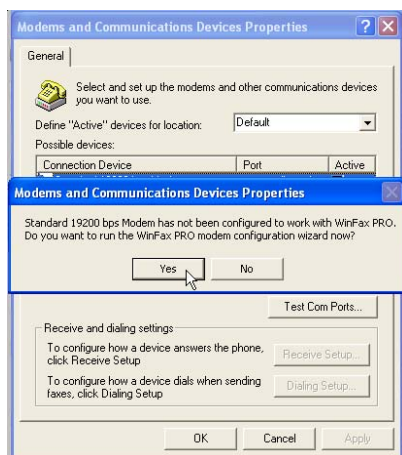 Modems and Communications Devices Properties
General
Select and set up the modems and other communications devices
you want to use.
Define "Active" devices for location:
Default
Possible devices:
Connection Device
Port
Active
Modems and Communications Devices Properties
Standard 19200 bps Modem has not been configured to work with WinFax PRO.
Do you want to run the WinFax PRO modem configuration wizard now?
Yes
No
Test Com Ports...
Receive and dialing settings
To configure how a device answers the phone,
click Receive Setup
Receive Setup...
To configure how a device dials when sending
faxes, click Dialing Setup
Dialing Setup...
OK
Cancel
Apply